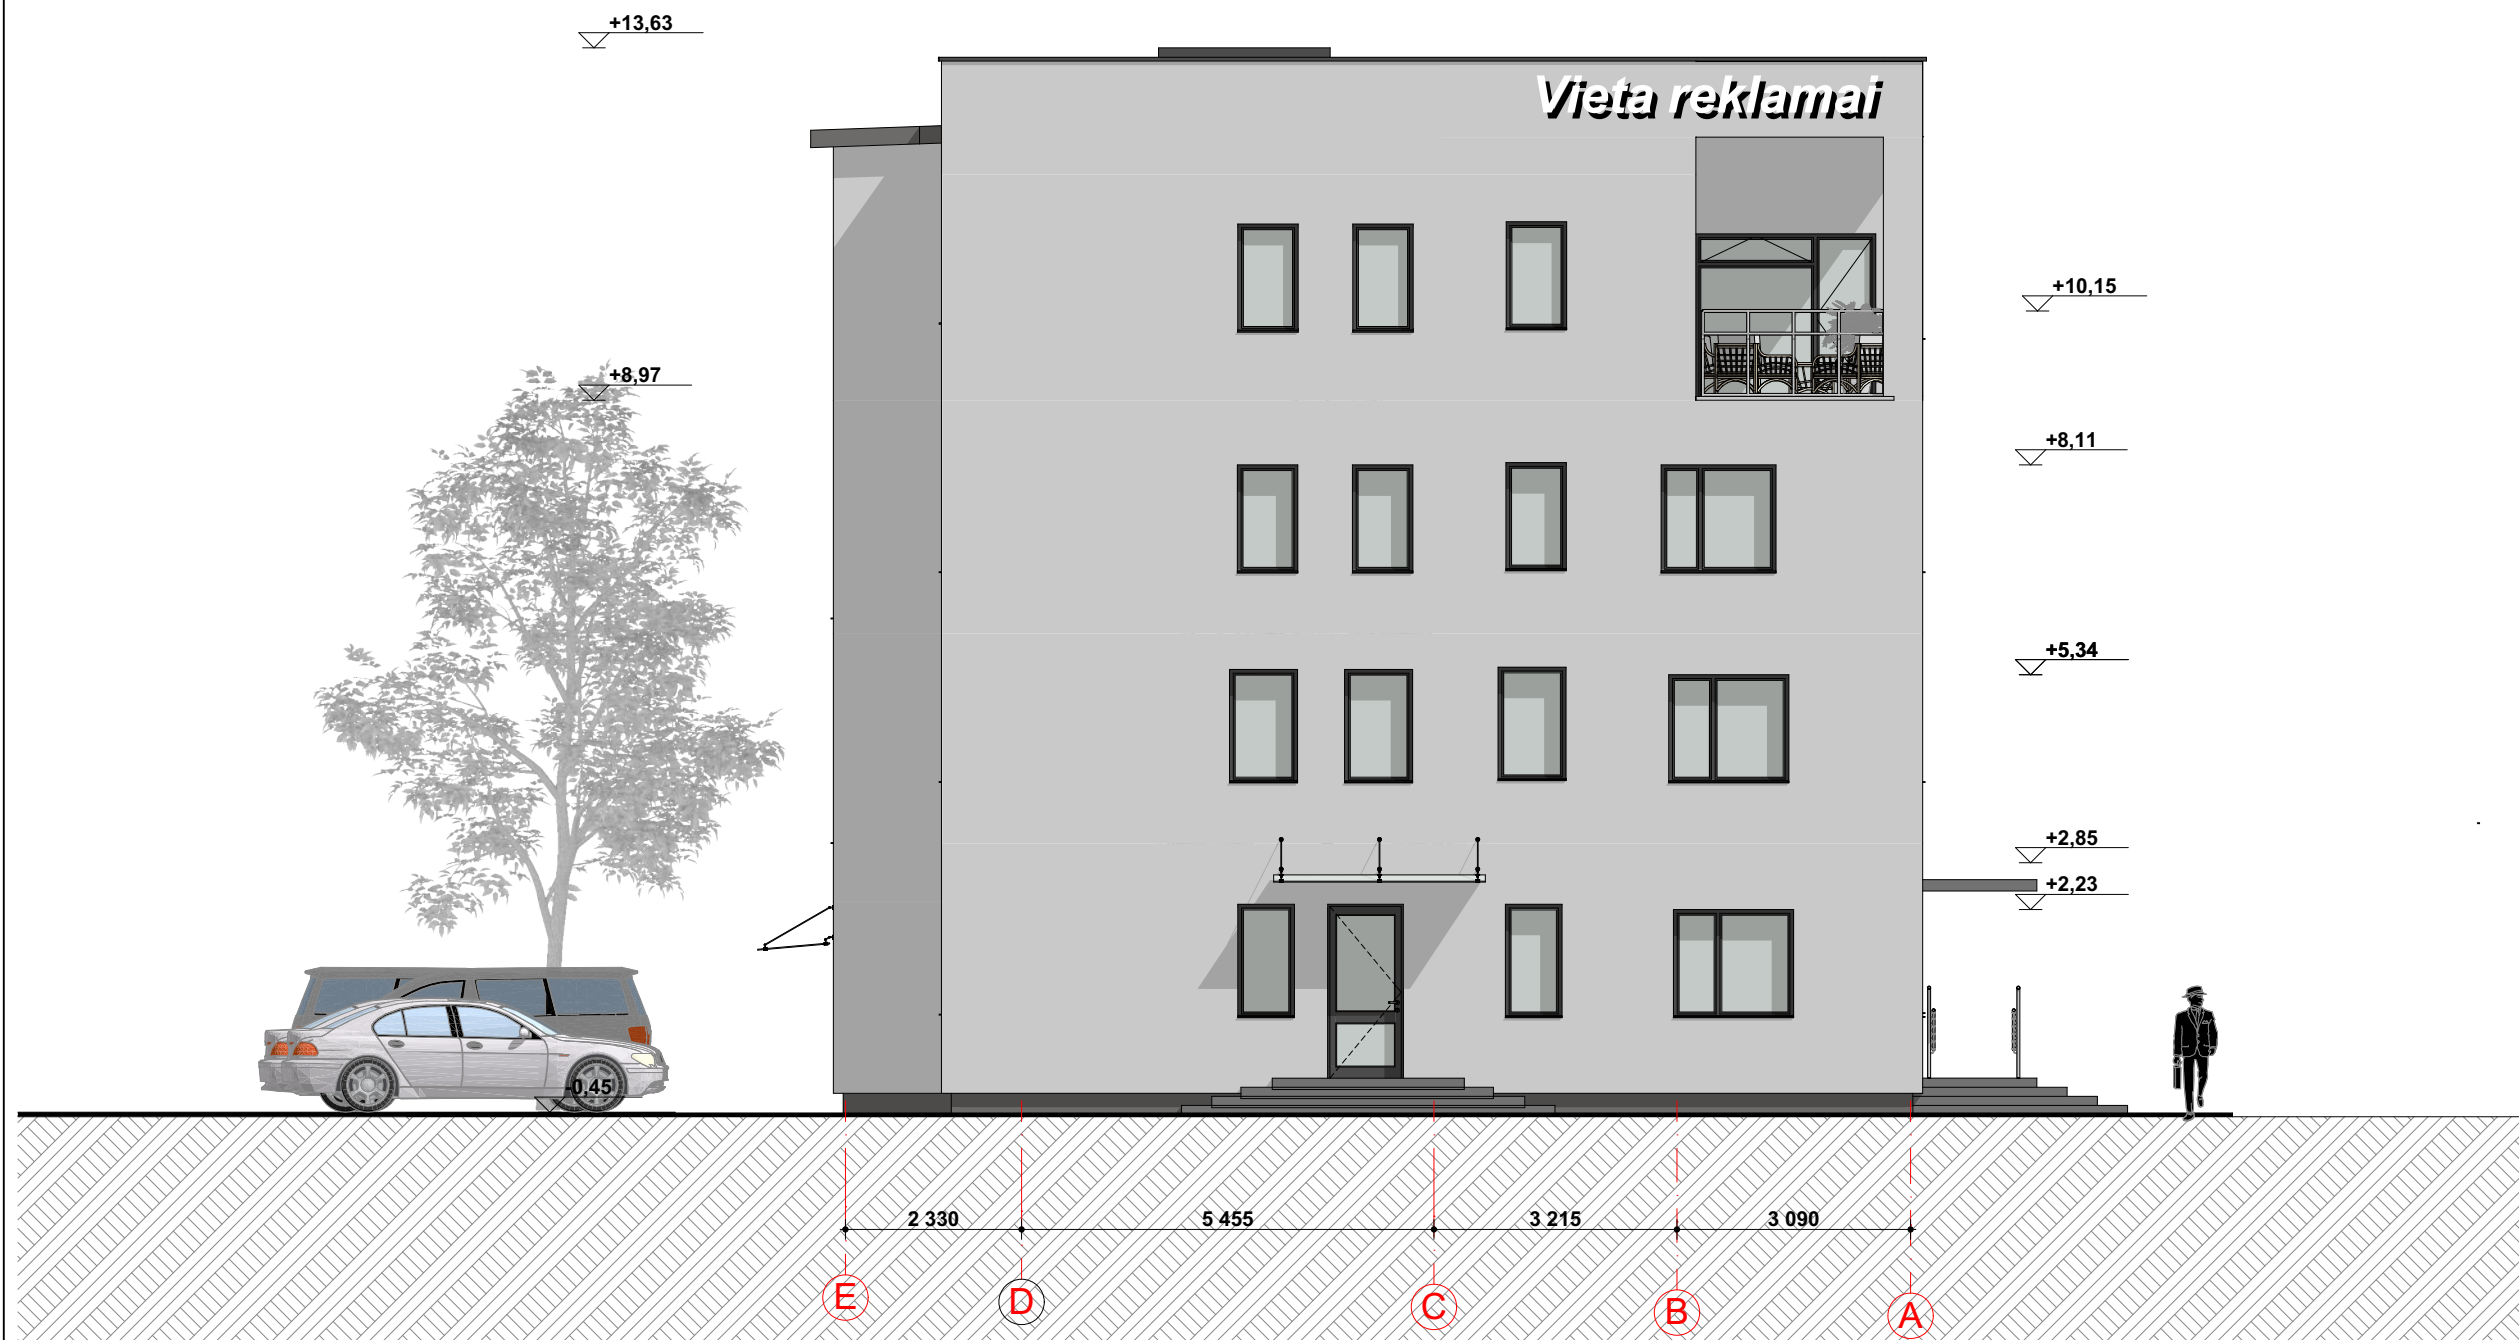 +13,63
Vieta reklamai
+10,15
+8,97
+8,11
+5,34
+2,85
+2,23
-0,45
2 330 5 455 3 215 3 090
E D C B A